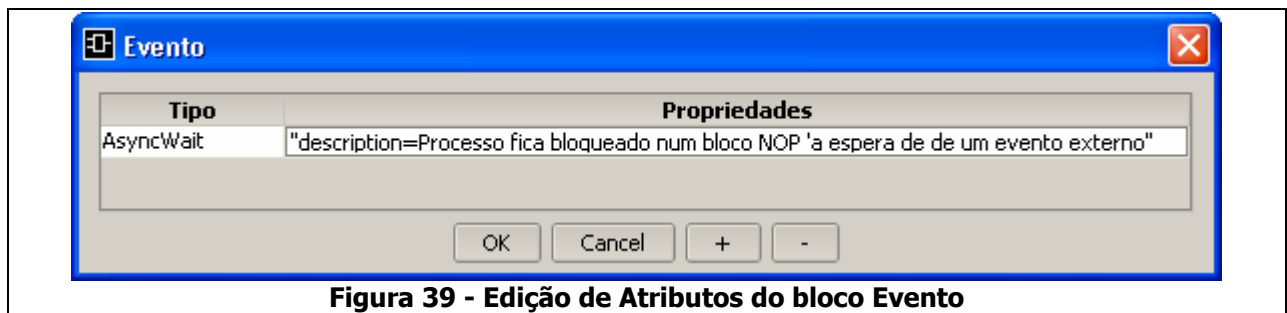 Evento
Tipo Propriedades
AsyncWait "description=Processo fica bloqueado num bloco NOP 'a espera de de um evento externo"
OK Cancel + -
Figura 39 - Edição de Atributos do bloco Evento